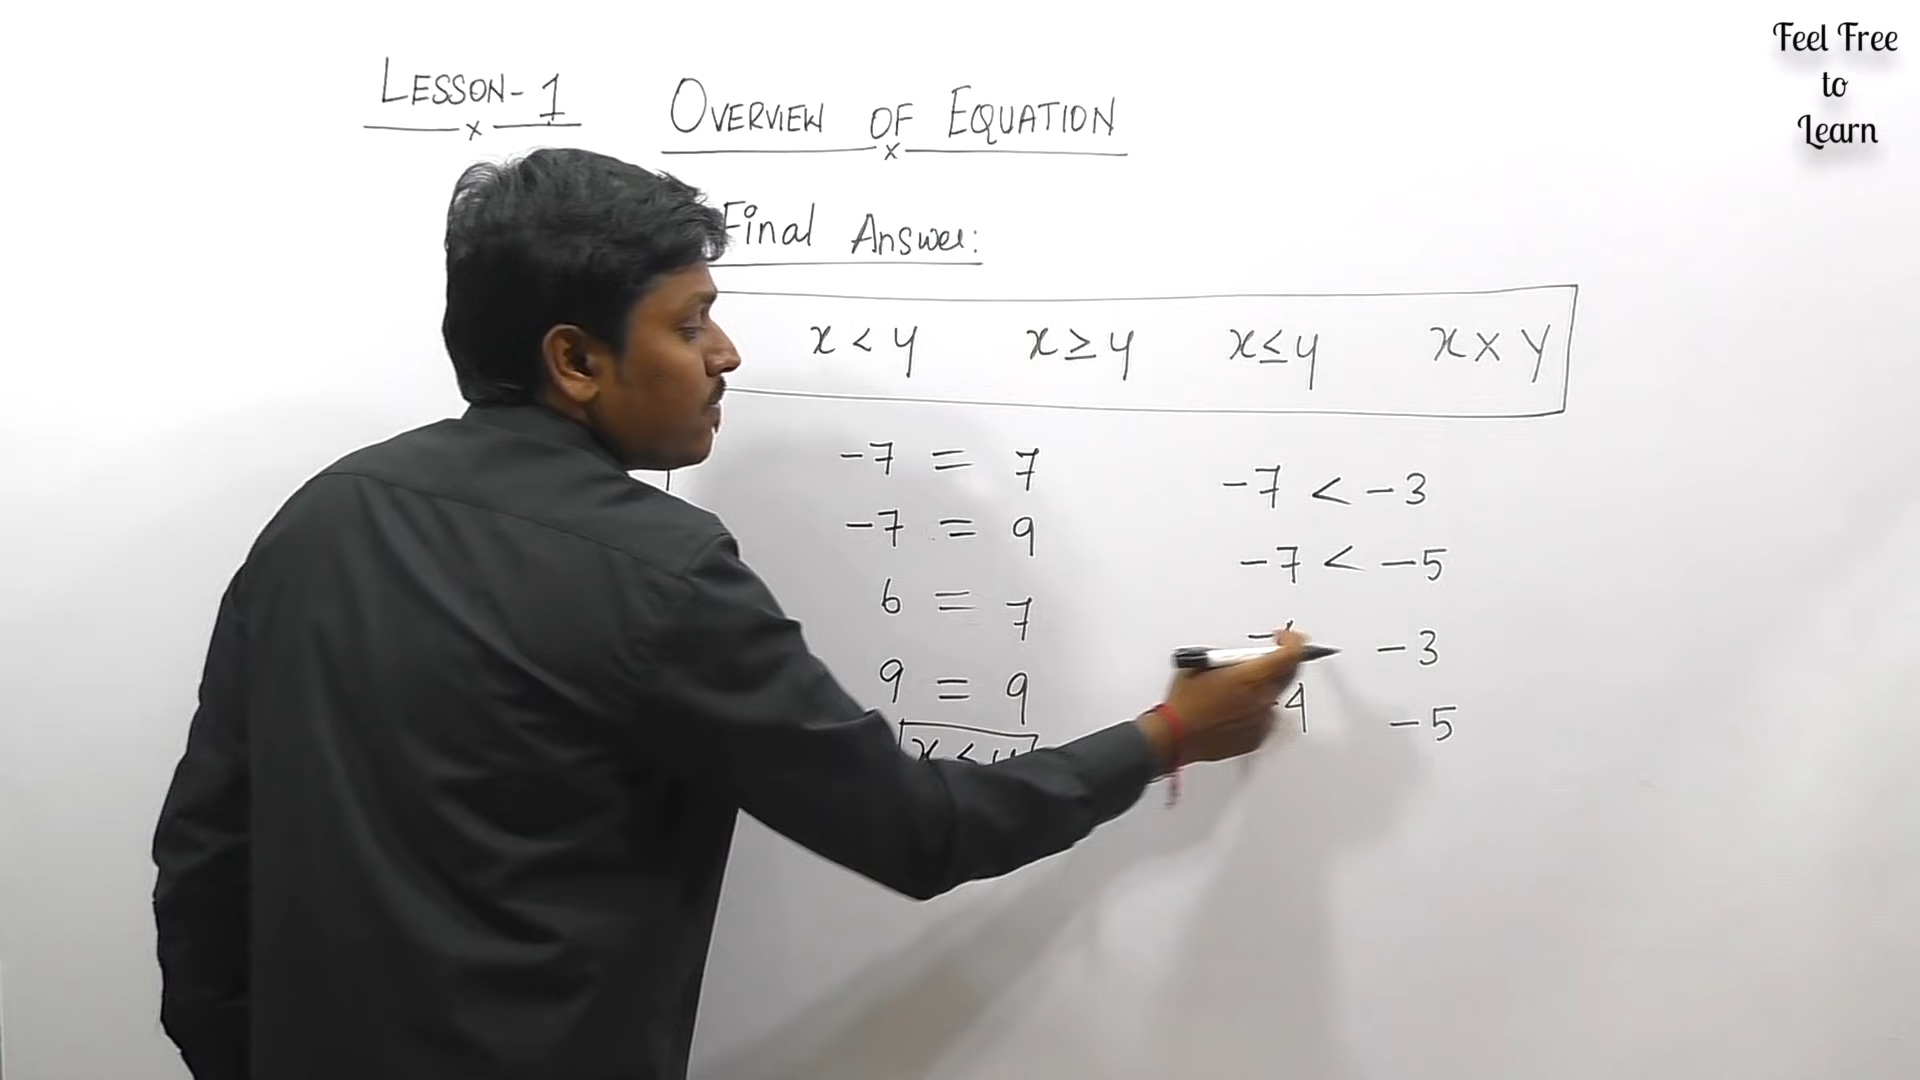 LESSON-1 OVERVIEW OF EQUATION
Feel Free
to
Learn
Final Answer:
x < y x ≥ y x ≤ y x x y
-7 = 7
-7 = 9
6 = 7
9 = 9
x ≤ y
-7 < -3
-7 < -5
-3
-4 -5